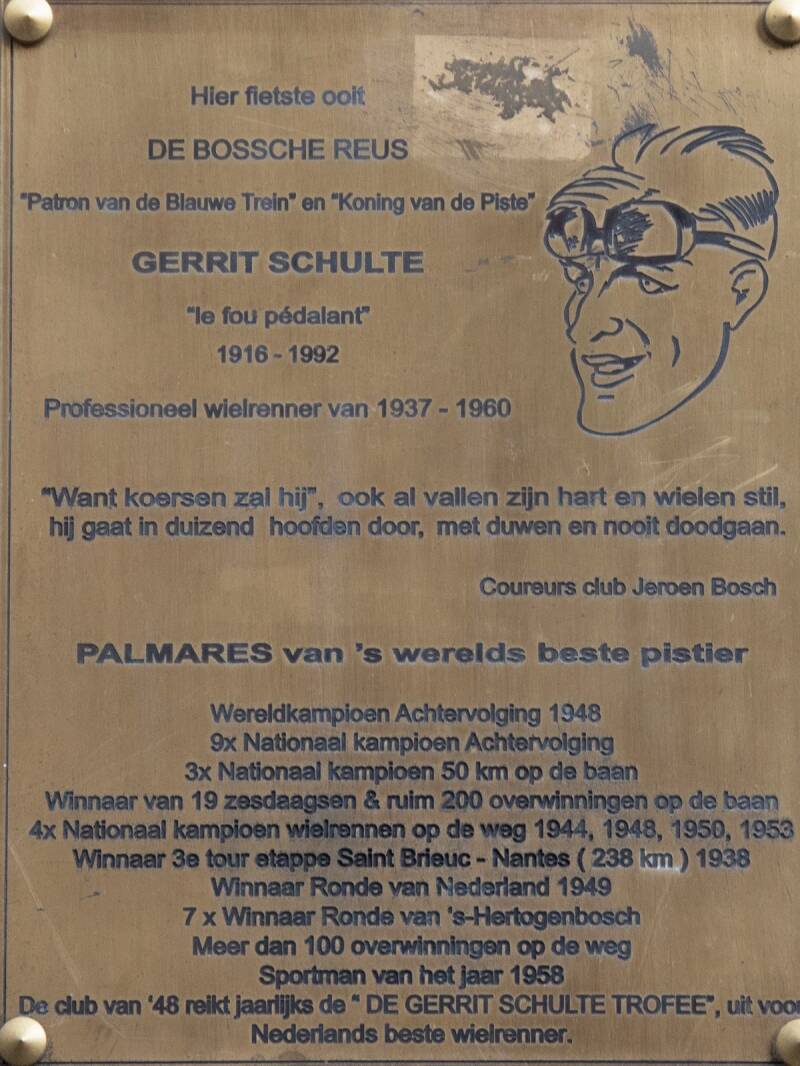 Hier fietste ooit
DE BOSSCHE REUS
"Patron van de Blauwe Trein" en "Koning van de Piste"
GERRIT SCHULTE
"le fou pédalant"
1916 - 1992
Professioneel wielrenner van 1937 - 1960
"Want koersen zal hij", ook al vallen zijn hart en wielen stil,
hij gaat in duizend hoofden door, met duwen en nooit doodgaan.
Coureurs club Jeroen Bosch
PALMARES van 's werelds beste pistier
Wereldkampioen Achtervolging 1948
9x Nationaal kampioen Achtervolging
3x Nationaal kampioen 50 km op de baan
Winnaar van 19 zesdaagsen & ruim 200 overwinningen op de baan
4x Nationaal kampioen wielrennen op de weg 1944, 1948, 1950, 1953
Winnaar 3e tour etappe Saint Brieuc - Nantes ( 238 km ) 1938
Winnaar Ronde van Nederland 1949
7 x Winnaar Ronde van 's-Hertogenbosch
Meer dan 100 overwinningen op de weg
Sportman van het jaar 1958
De club van '48 reikt jaarlijks de " DE GERRIT SCHULTE TROFEE", uit voor
Nederlands beste wielrenner.